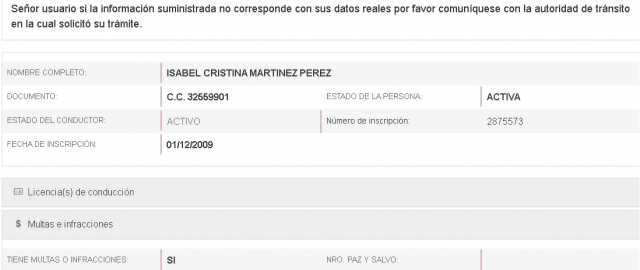 Señor usuario si la información suministrada no corresponde con sus datos reales por favor comuníquese con la autoridad de tránsito
en la cual solicitó su trámite.
NOMBRE COMPLETO: ISABEL CRISTINA MARTINEZ PEREZ
DOCUMENTO: C.C. 32559901 ESTADO DE LA PERSONA: ACTIVA
ESTADO DEL CONDUCTOR: ACTIVO Número de inscripción: 2875573
FECHA DE INSCRIPCIÓN: 01/12/2009
Licencia(s) de conducción
$ Multas e infracciones
TIENE MULTAS O INFRACCIONES: SI NRO. PAZ Y SALVO: